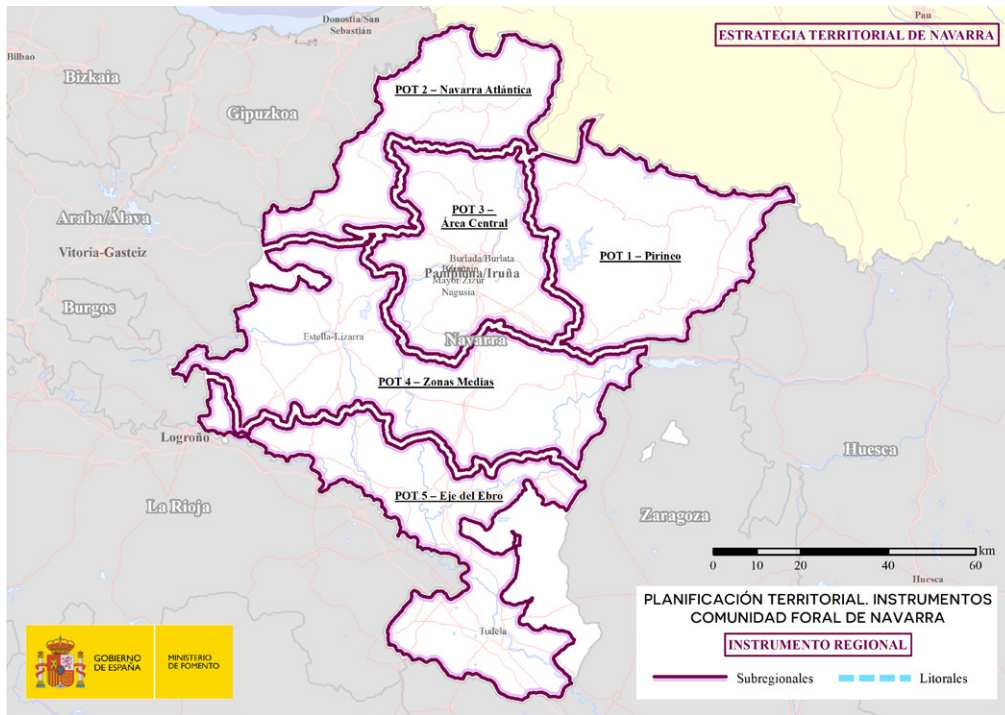 Donostia/San
Sebastián
Pau
ESTRATEGIA TERRITORIAL DE NAVARRA
Bilbao
Bizkaia
POT 2 – Navarra Atlántica
Gipuzkoa
Araba/Álava
Vitoria-Gasteiz
POT 3 –
Área Central
Burlada/Burlata
Pamplona/Iruña
Mayor/Zizur
Nagusia
POT 1 – Pirineo
Burgos
Estella-Lizarra
Navarra
POT 4 – Zonas Medias
Logroño
Huesca
POT 5 – Eje del Ebro
La Rioja
Zaragoza
km
0 10 20 40 60
Huesca
Tudela
PLANIFICACIÓN TERRITORIAL. INSTRUMENTOS
COMUNIDAD FORAL DE NAVARRA
INSTRUMENTO REGIONAL
Subregionales
Litorales
GOBIERNO
DE ESPAÑA
MINISTERIO
DE FOMENTO